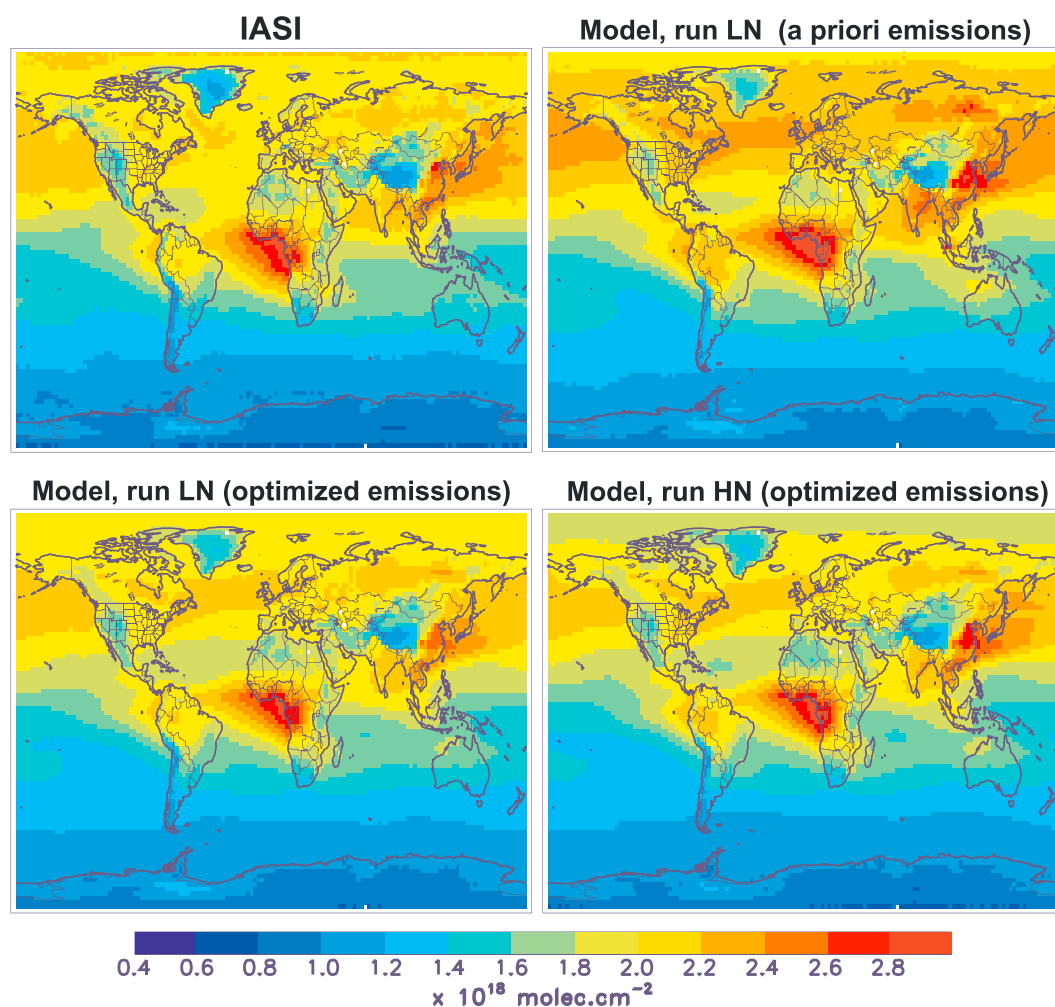 IASI
Model, run LN (a priori emissions)
Model, run LN (optimized emissions)
Model, run HN (optimized emissions)
0.4 0.6 0.8 1.0 1.2 1.4 1.6 1.8 2.0 2.2 2.4 2.6 2.8
x 10¹⁸ molec.cm⁻²